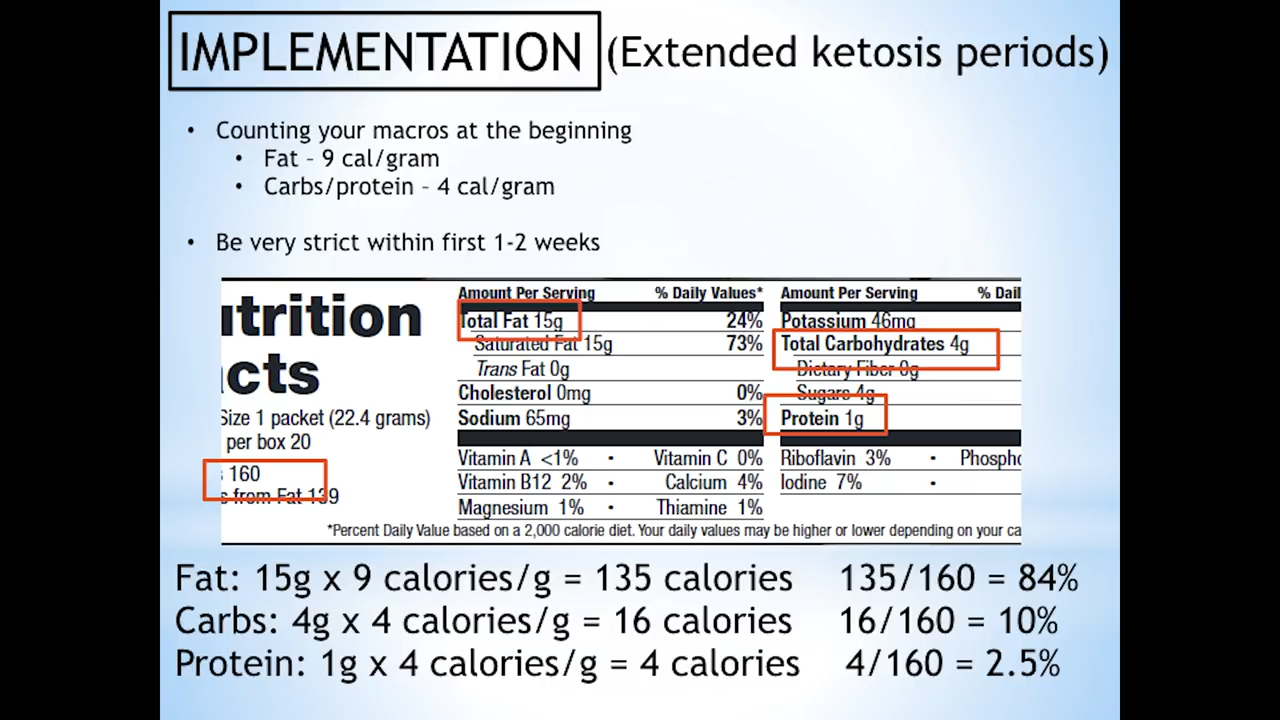 IMPLEMENTATION (Extended ketosis periods)
• Counting your macros at the beginning
• Fat – 9 cal/gram
• Carbs/protein – 4 cal/gram
• Be very strict within first 1-2 weeks
utrition
acts
Size 1 packet (22.4 grams)
per box 20
s 160
s from Fat 139
Amount Per Serving % Daily Values*
Total Fat 15g 24%
Saturated Fat 15g 73%
Trans Fat 0g
Cholesterol 0mg 0%
Sodium 65mg 3%
Vitamin A <1% • Vitamin C 0%
Vitamin B12 2% • Calcium 4%
Magnesium 1% • Thiamine 1%
Amount Per Serving % Dail
Potassium 46mg
Total Carbohydrates 4g
Dietary Fiber 0g
Sugars 4g
Protein 1g
Riboflavin 3% • Phospho
Iodine 7% •
*Percent Daily Value based on a 2,000 calorie diet. Your daily values may be higher or lower depending on your ca
Fat: 15g x 9 calories/g = 135 calories 135/160 = 84%
Carbs: 4g x 4 calories/g = 16 calories 16/160 = 10%
Protein: 1g x 4 calories/g = 4 calories 4/160 = 2.5%